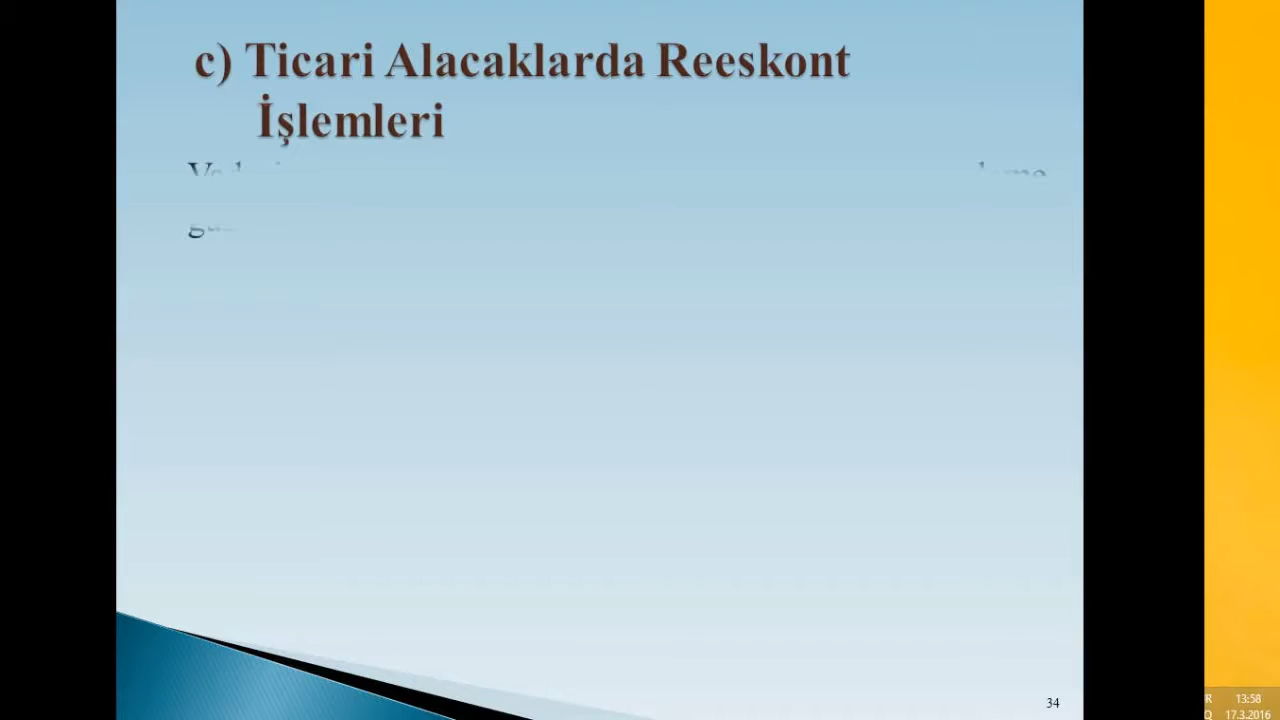 c) Ticari Alacaklarda Reeskont
İşlemleri
34
R 13:58
Q 17.3.2016